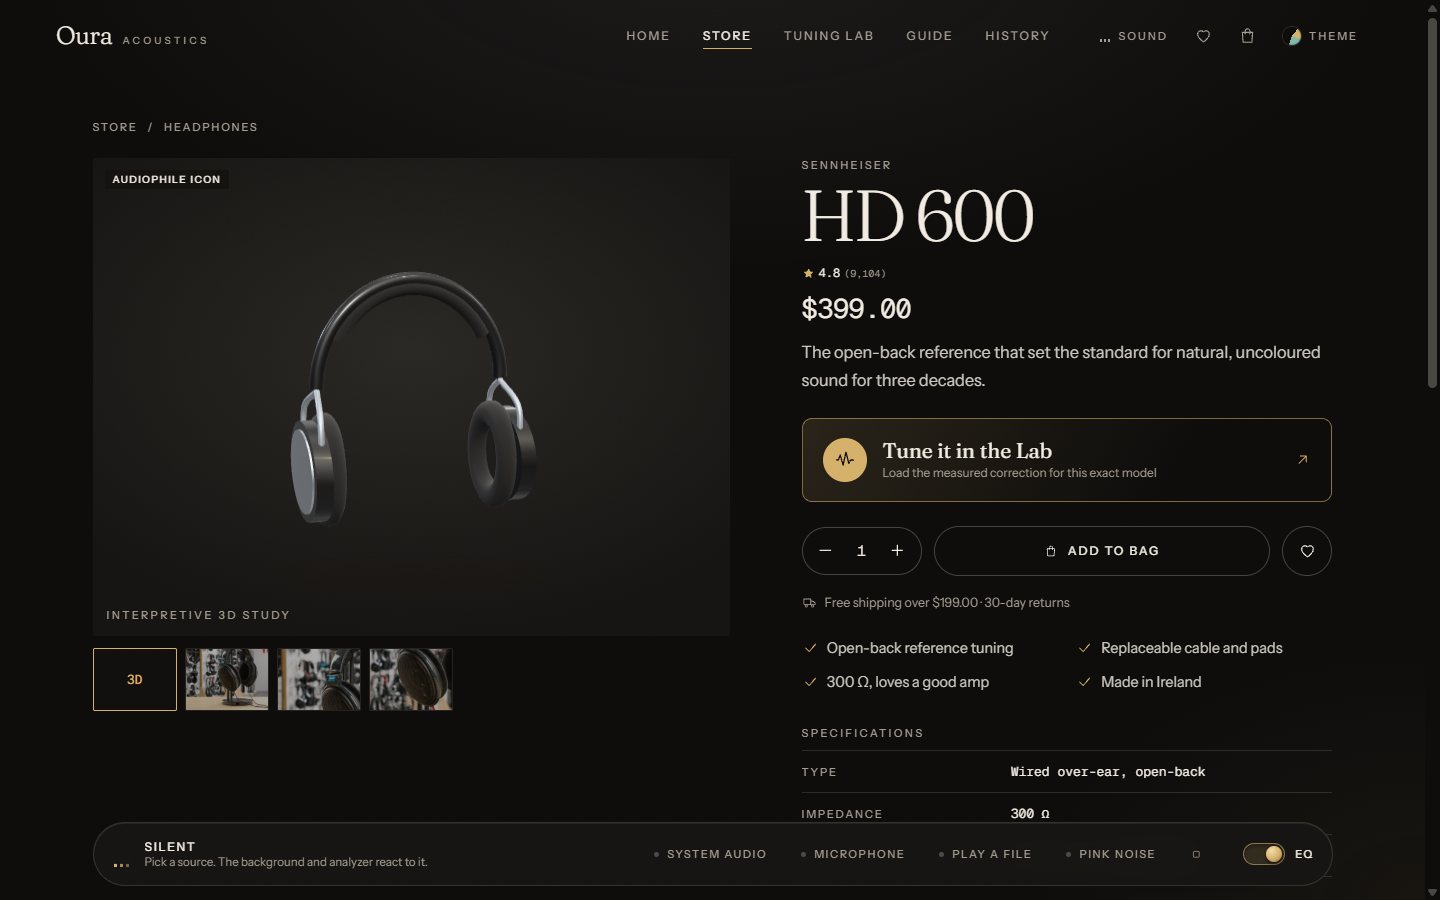 Oura ACOUSTICS
HOME
STORE
TUNING LAB
GUIDE
HISTORY
SOUND
THEME
STORE / HEADPHONES
AUDIOPHILE ICON
INTERPRETIVE 3D STUDY
3D
SENNHEISER
HD 600
4.8 (9,104)
$399.00
The open-back reference that set the standard for natural, uncoloured
sound for three decades.
Tune it in the Lab
Load the measured correction for this exact model
1
ADD TO BAG
Free shipping over $199.00 · 30-day returns
Open-back reference tuning
Replaceable cable and pads
300 Ω, loves a good amp
Made in Ireland
SPECIFICATIONS
TYPE
Wired over-ear, open-back
IMPEDANCE
300 Ω
SILENT
Pick a source. The background and analyzer react to it.
SYSTEM AUDIO
MICROPHONE
PLAY A FILE
PINK NOISE
EQ